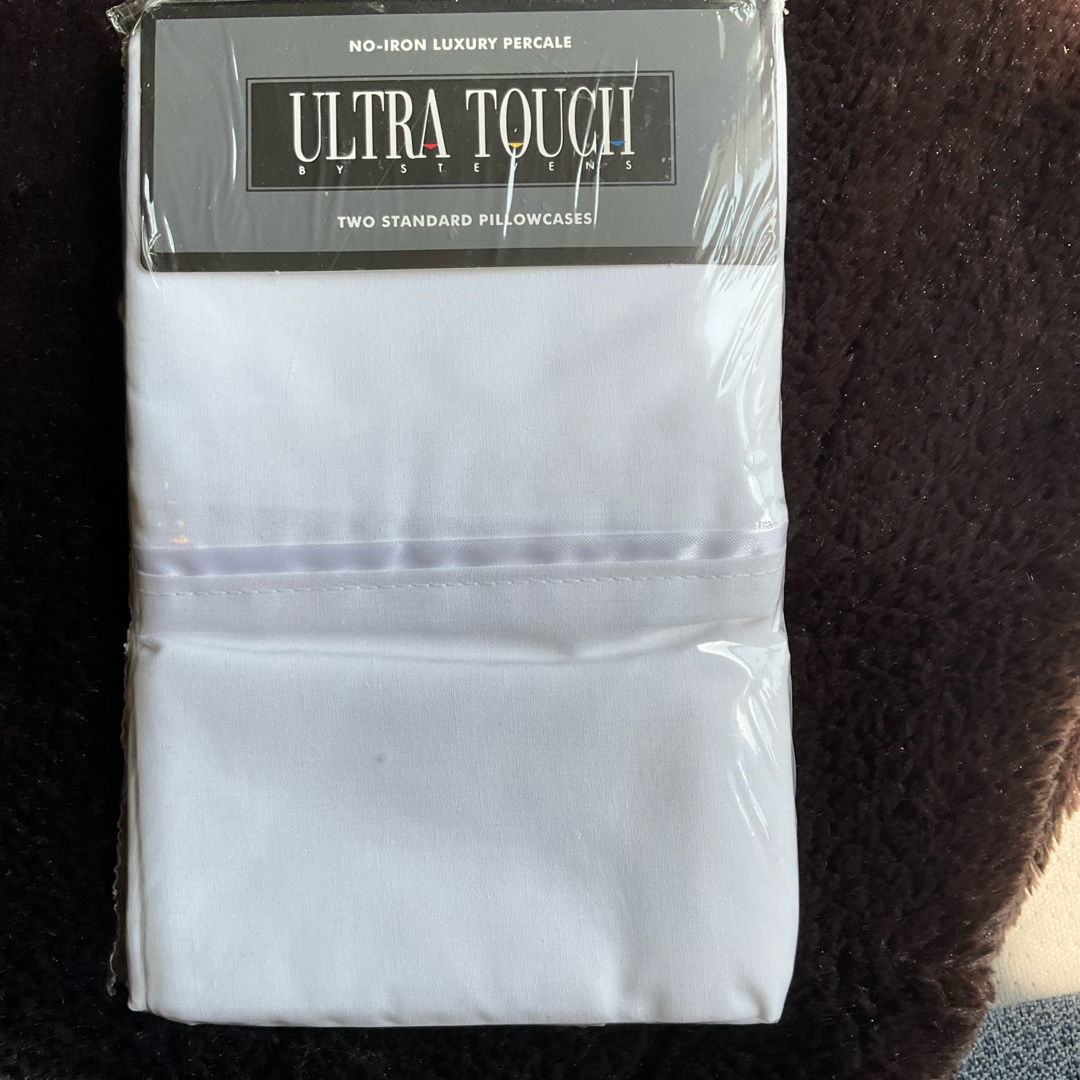 NO-IRON LUXURY PERCALE
ULTRA TOUCH
BY STEVENS
TWO STANDARD PILLOWCASES